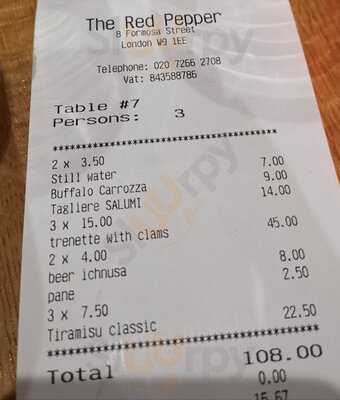 The Red Pepper
8 Formosa Street
London W9 1EE
Telephone: 020 7266 2708
Vat: 843588786
Table #7
Persons: 3
****************************************
2 x 3.50
Still water 7.00
Buffalo Carrozza 9.00
Tagliere SALUMI 14.00
3 x 15.00
trenette with clams 45.00
2 x 4.00
beer ichnusa 8.00
pane 2.50
3 x 7.50
Tiramisu classic 22.50
****************************************
Total 108.00
0.00
15.67